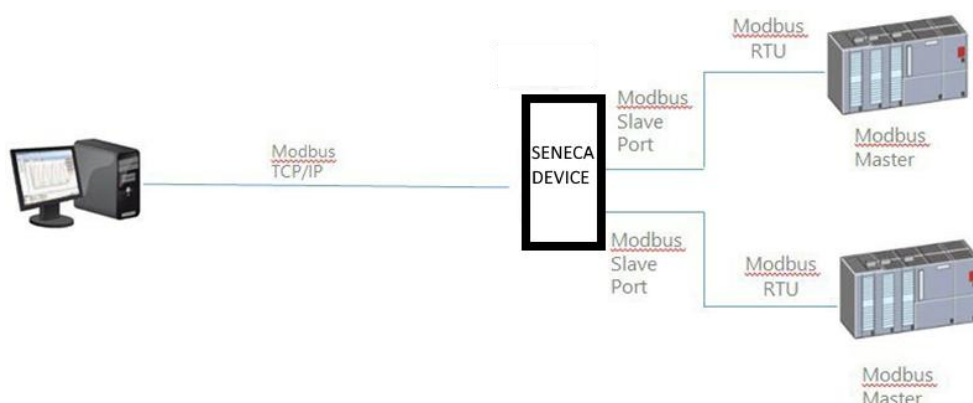 Modbus
RTU
Modbus
Slave
Port
Modbus
Master
Modbus
TCP/IP
SENECA
DEVICE
Modbus
Slave
Port
Modbus
RTU
Modbus
Master